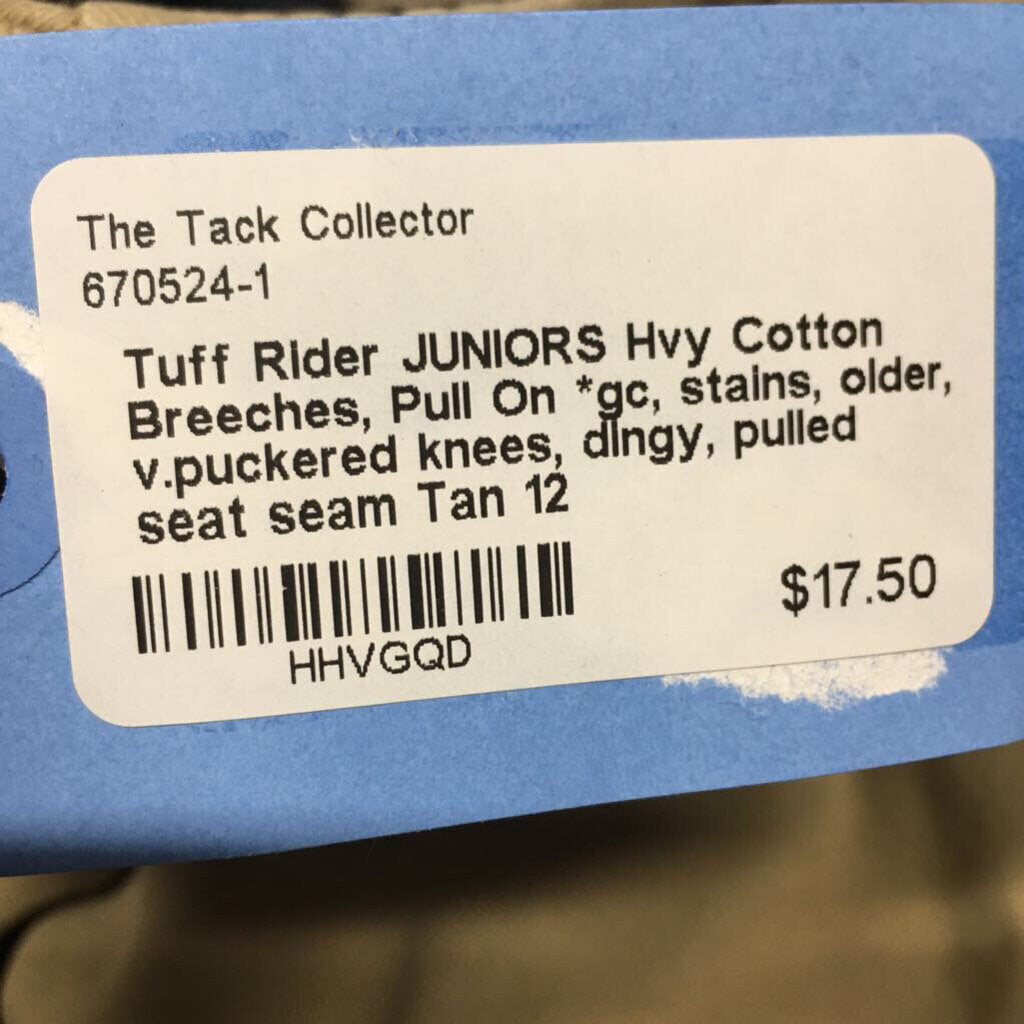 The Tack Collector
670524-1
Tuff Rider JUNIORS Hvy Cotton
Breeches, Pull On *gc, stains, older,
v.puckered knees, dingy, pulled
seat seam Tan 12
HHVGQD
$17.50